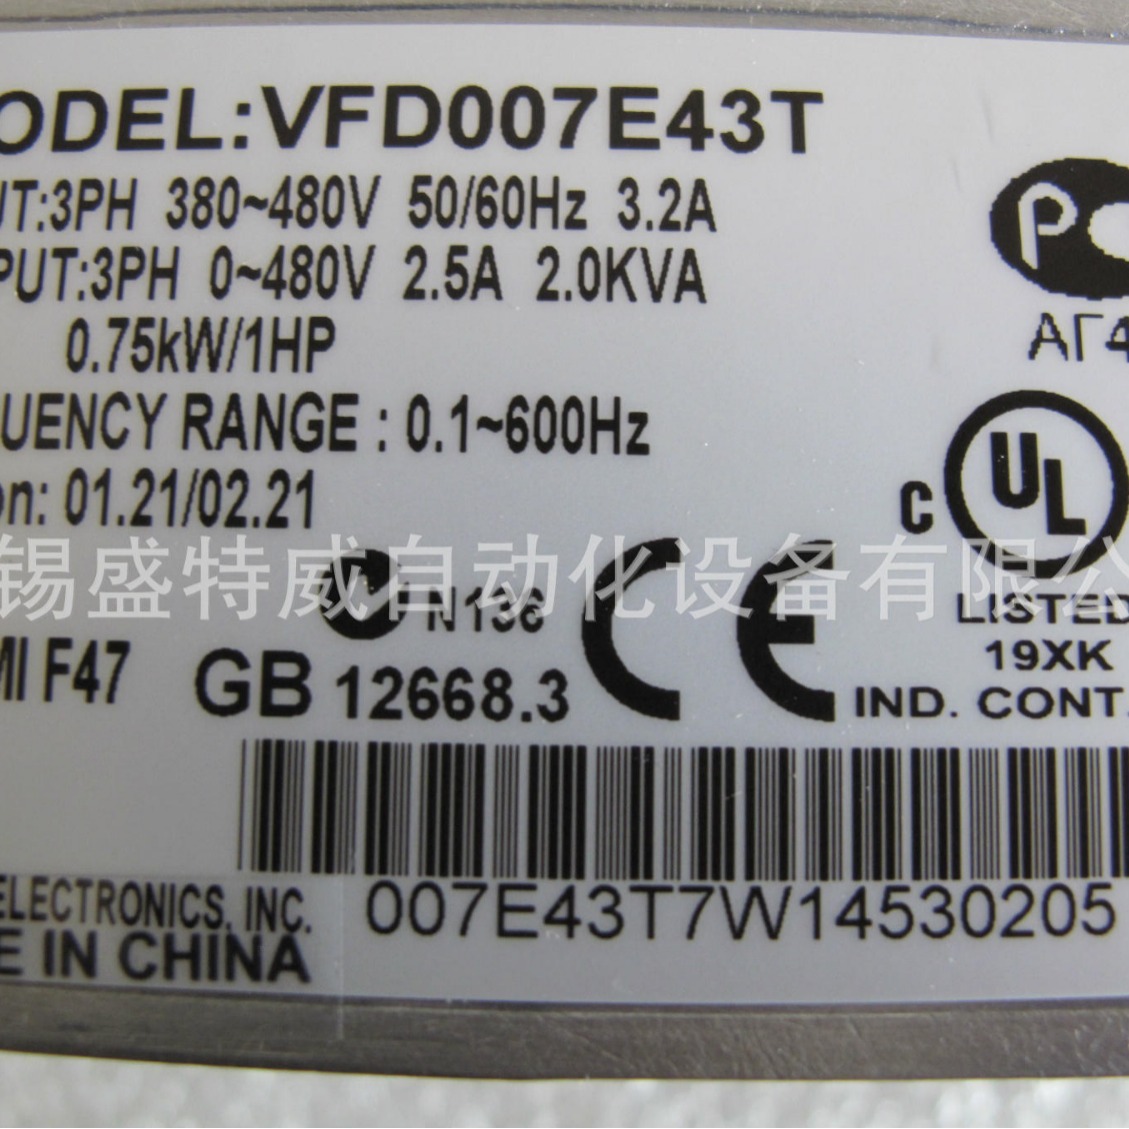 ODEL:VFD007E43T
UT:3PH 380~480V 50/60Hz 3.2A
PUT:3PH 0~480V 2.5A 2.0KVA
0.75kW/1HP
UENCY RANGE : 0.1~600Hz
on: 01.21/02.21
P
АГ4
C UL
LISTED
19XK
IND. CONT.
锡盛特威自动化设备有限公
N136
CE
MI F47
GB 12668.3
007E43T7W14530205
ELECTRONICS, INC.
E IN CHINA